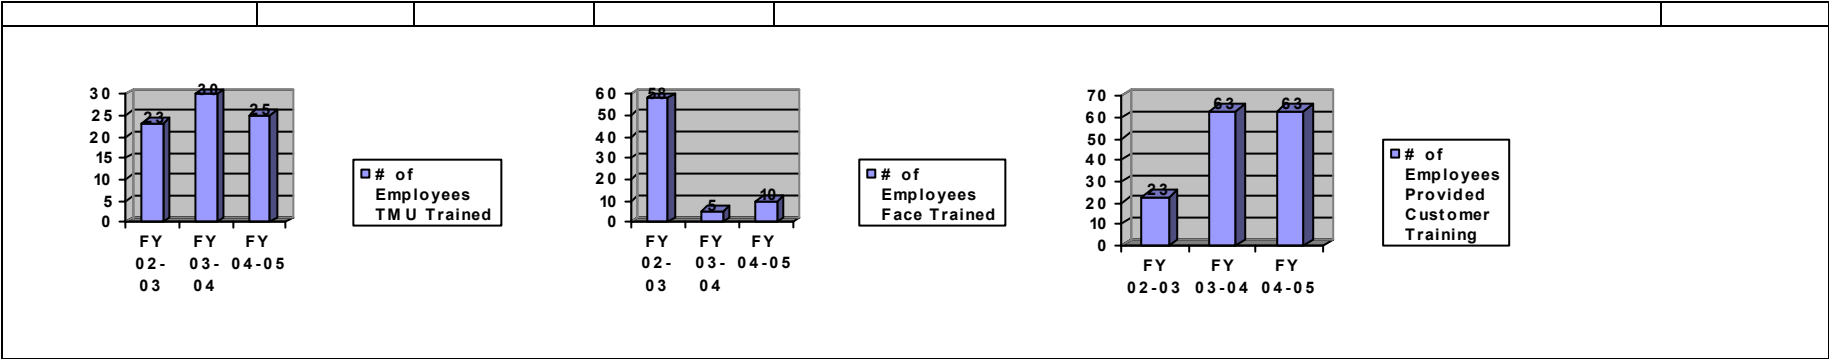 30
25
20
15
10
5
0
23
30
25
FY 02-03
FY 03-04
FY 04-05
# of
Employees
TMU Trained
60
50
40
30
20
10
0
58
5
10
FY 02-03
FY 03-04
FY 04-05
# of
Employees
Face Trained
70
60
50
40
30
20
10
0
23
63
63
FY 02-03
FY 03-04
FY 04-05
# of
Employees
Provided
Customer
Training